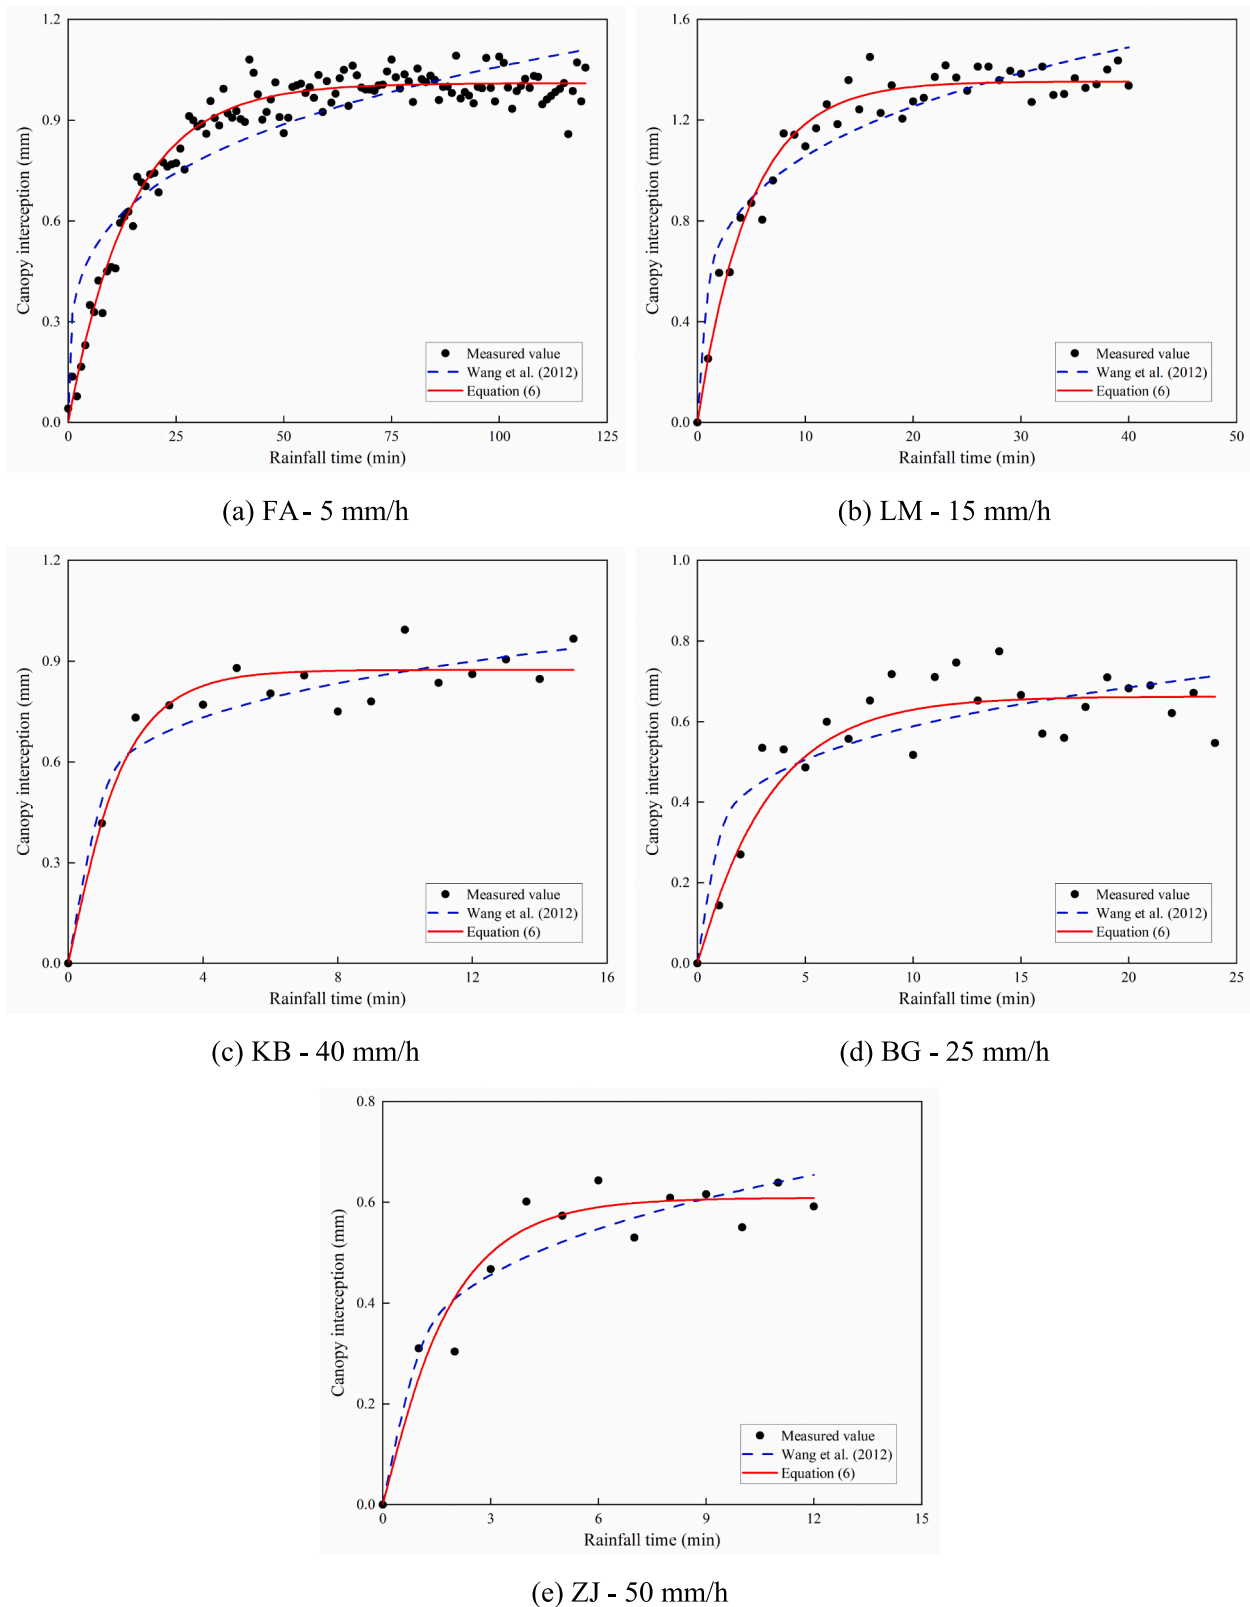 1.2
0.9
0.6
0.3
0.0
Canopy interception (mm)
Measured value
Wang et al. (2012)
Equation (6)
0 25 50 75 100 125
Rainfall time (min)
(a) FA - 5 mm/h
1.6
1.2
0.8
0.4
0.0
Canopy interception (mm)
Measured value
Wang et al. (2012)
Equation (6)
0 10 20 30 40 50
Rainfall time (min)
(b) LM - 15 mm/h
1.2
0.9
0.6
0.3
0.0
Canopy interception (mm)
Measured value
Wang et al. (2012)
Equation (6)
0 4 8 12 16
Rainfall time (min)
(c) KB - 40 mm/h
1.0
0.8
0.6
0.4
0.2
0.0
Canopy interception (mm)
Measured value
Wang et al. (2012)
Equation (6)
0 5 10 15 20 25
Rainfall time (min)
(d) BG - 25 mm/h
0.8
0.6
0.4
0.2
0.0
Canopy interception (mm)
Measured value
Wang et al. (2012)
Equation (6)
0 3 6 9 12 15
Rainfall time (min)
(e) ZJ - 50 mm/h